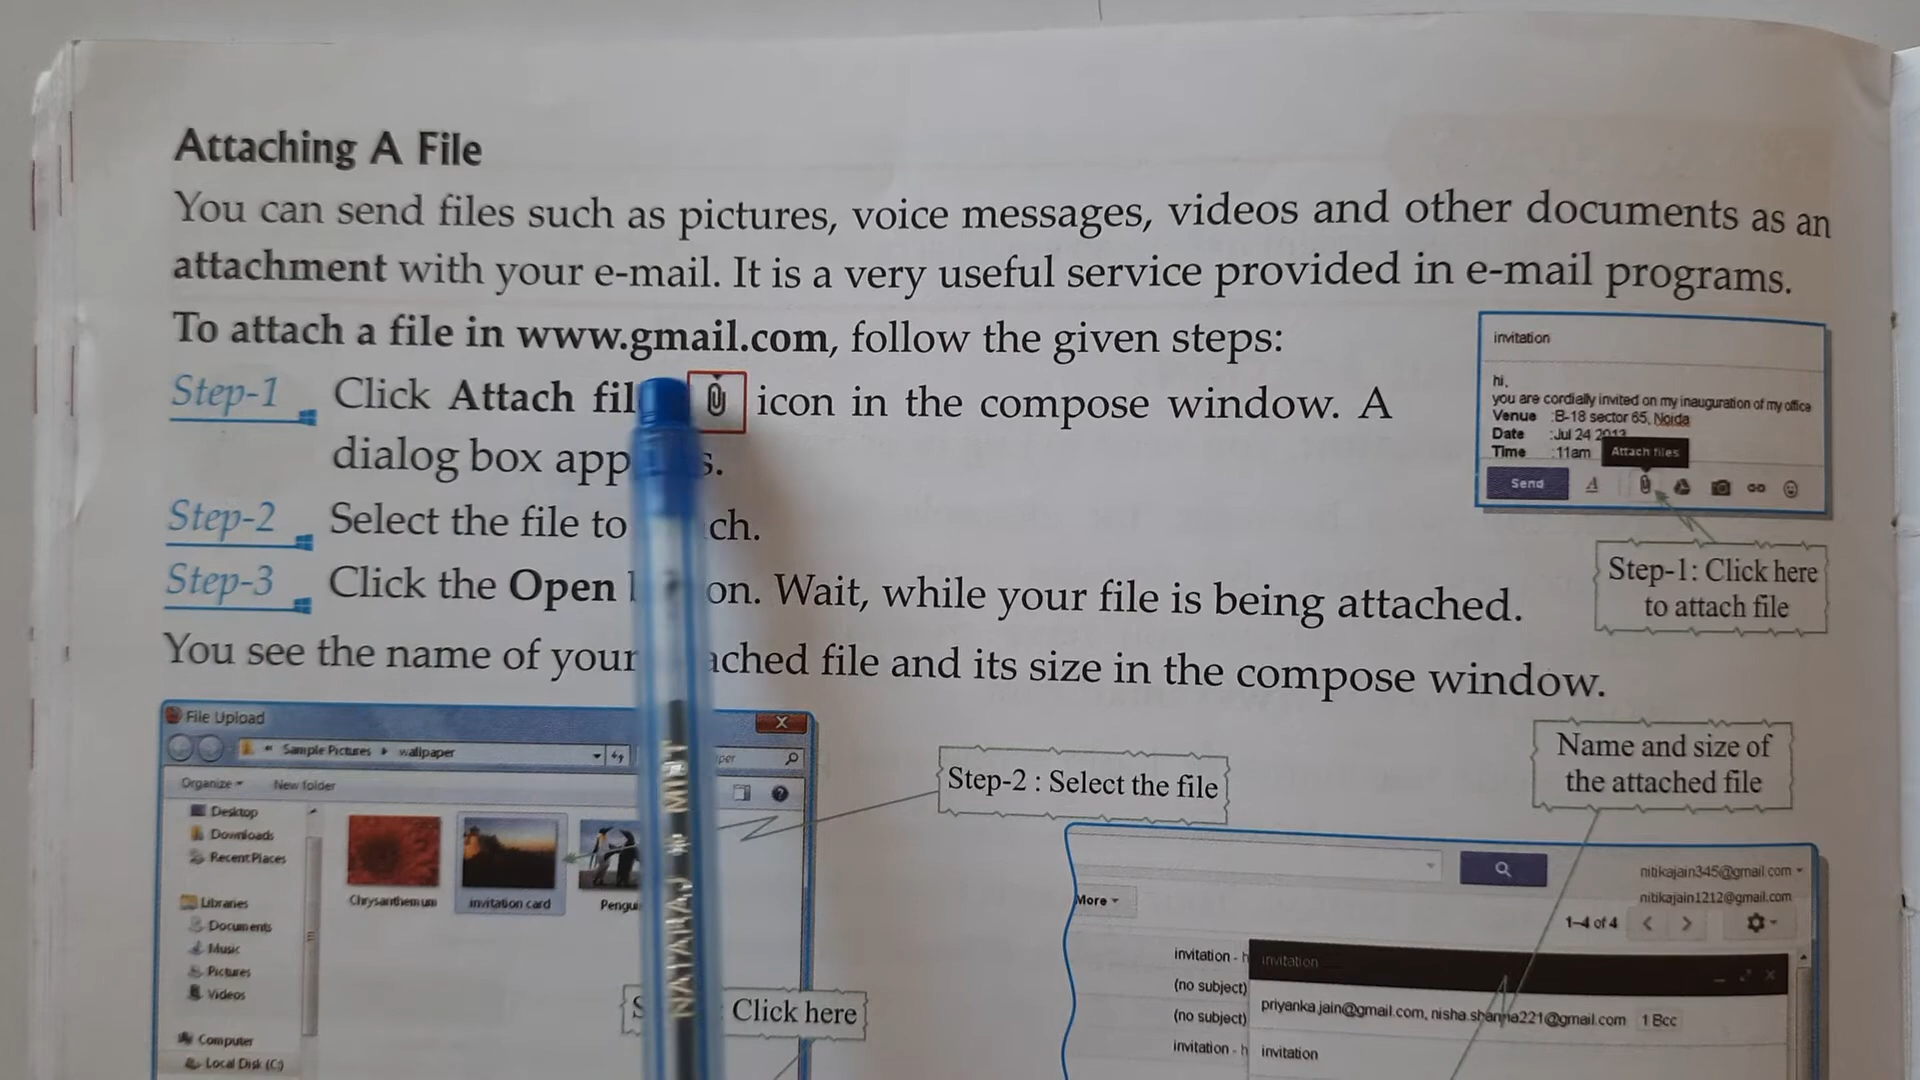 Attaching A File
You can send files such as pictures, voice messages, videos and other documents as an
attachment with your e-mail. It is a very useful service provided in e-mail programs.
To attach a file in www.gmail.com, follow the given steps:
Step-1 Click Attach icon in the compose window. A
dialog box
Step-2 Select the file to
Step-3 Click the Open Wait, while your file is being attached.
You see the name of your file and its size in the compose window.
invitation
hi,
you are cordially invited on my inauguration of my office
Venue :B-18 sector 65, Noida
Date :Jul 24
Time :11am
Attach files
Send
Step-1: Click here
to attach file
File Upload
Sample Pictures wallpaper
Organize New folder
Desktop
Downloads
Recent Places
Libraries
Documents
Music
Pictures
Videos
Computer
Local Disk (C:)
Chrysanthemum
invitation card
Step-2 : Select the file
Click here
NATARAJ
Name and size of
the attached file
nitikajain345@gmail.com
nitikajain1212@gmail.com
More
1-4 of 4
invitation - h
(no subject)
(no subject)
invitation - h
invitation
priyanka.jain@gmail.com, nisha.sharma221@gmail.com 1 Bcc
invitation